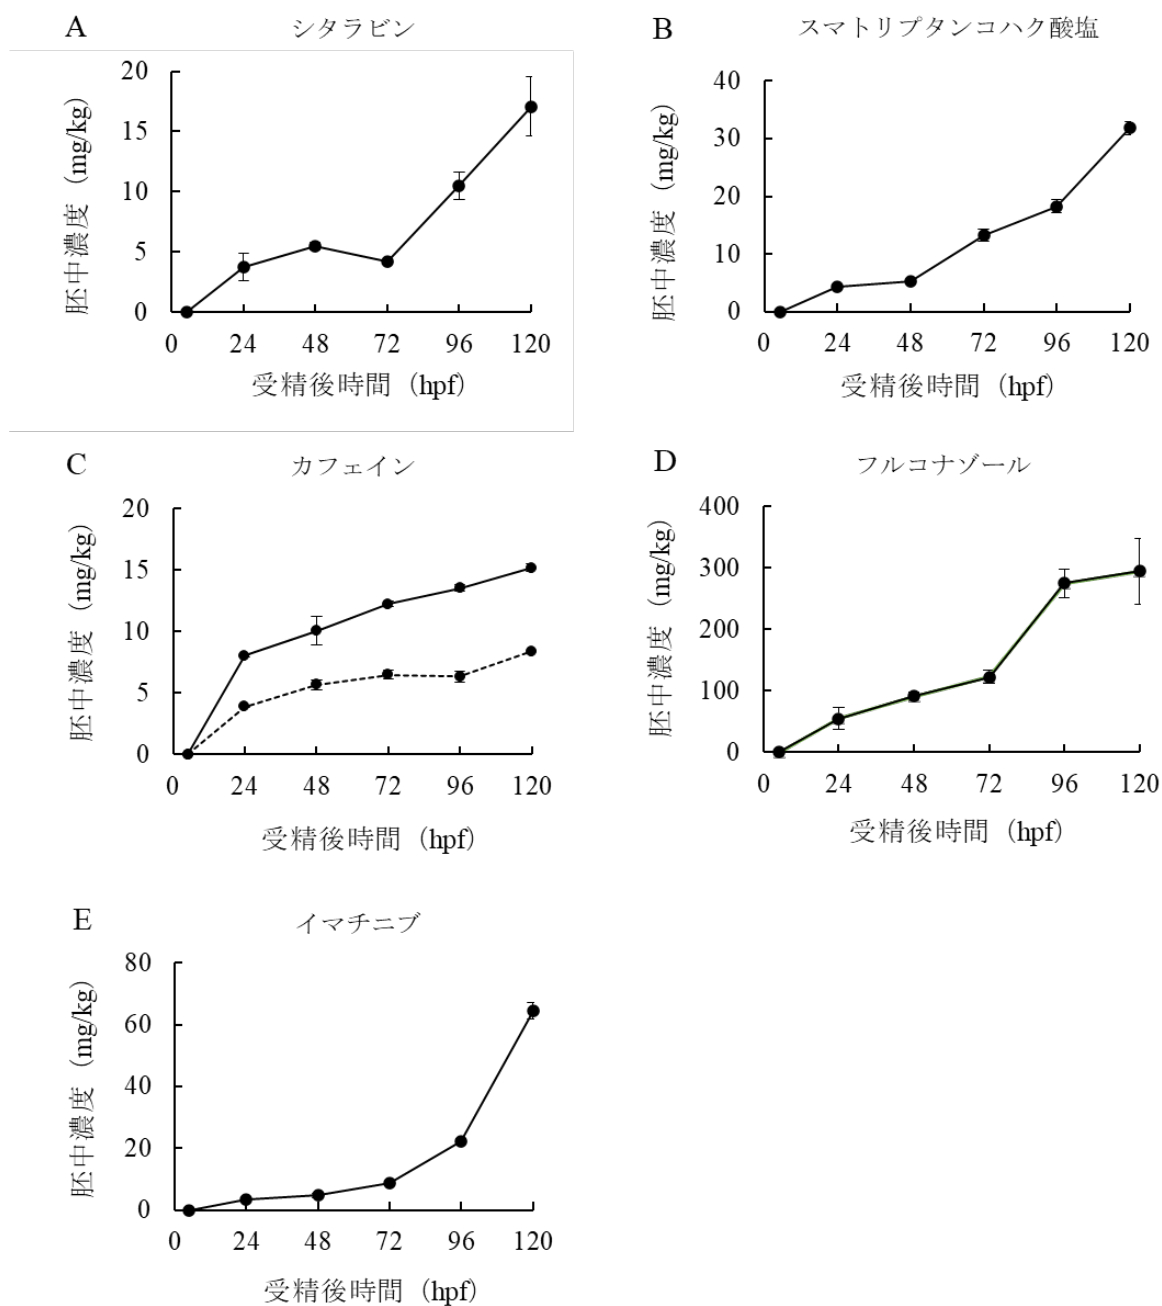 A
シタラビン
20
15
10
5
0
胚中濃度（mg/kg）
0 24 48 72 96 120
受精後時間（hpf）
B
スマトリプタンコハク酸塩
40
30
20
10
0
胚中濃度（mg/kg）
0 24 48 72 96 120
受精後時間（hpf）
C
カフェイン
20
15
10
5
0
胚中濃度（mg/kg）
0 24 48 72 96 120
受精後時間（hpf）
D
フルコナゾール
400
300
200
100
0
胚中濃度（mg/kg）
0 24 48 72 96 120
受精後時間（hpf）
E
イマチニブ
80
60
40
20
0
胚中濃度（mg/kg）
0 24 48 72 96 120
受精後時間（hpf）